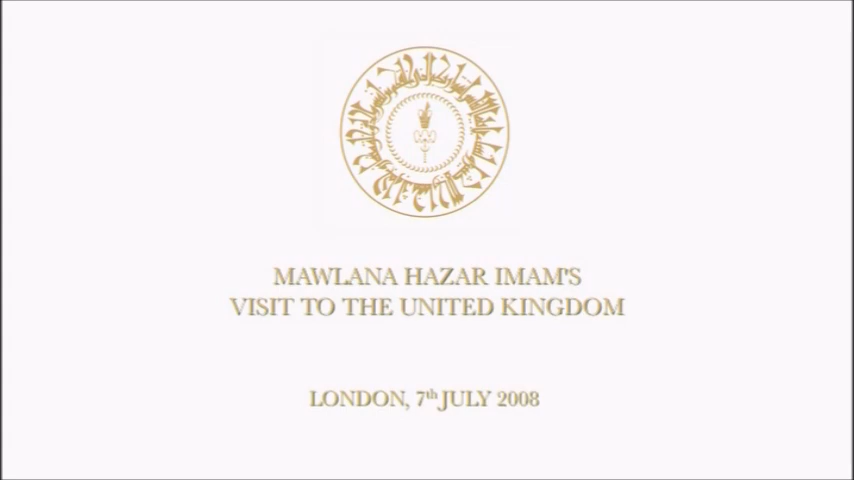 MAWLANA HAZAR IMAM'S
VISIT TO THE UNITED KINGDOM
LONDON, 7th JULY 2008